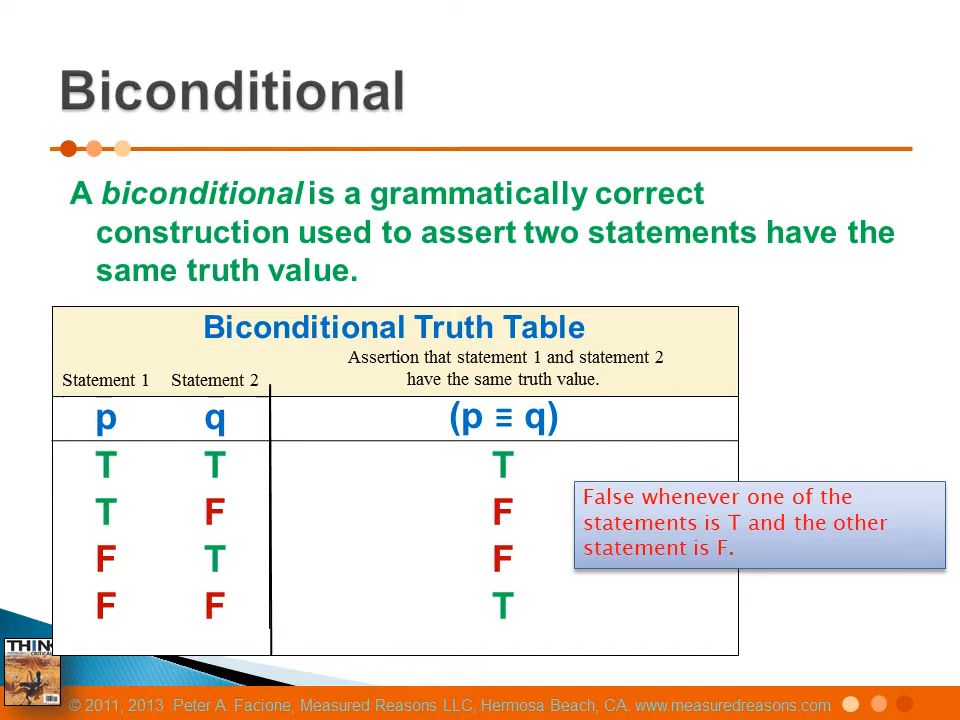 Biconditional
A biconditional is a grammatically correct
construction used to assert two statements have the
same truth value.
Biconditional Truth Table
Statement 1 Statement 2 Assertion that statement 1 and statement 2
have the same truth value.
p q (p ≡ q)
T T T
T F F
F T F
F F T
False whenever one of the
statements is T and the other
statement is F.
THINK
CRITICALLY
© 2011, 2013 Peter A. Facione, Measured Reasons LLC, Hermosa Beach, CA. www.measuredreasons.com